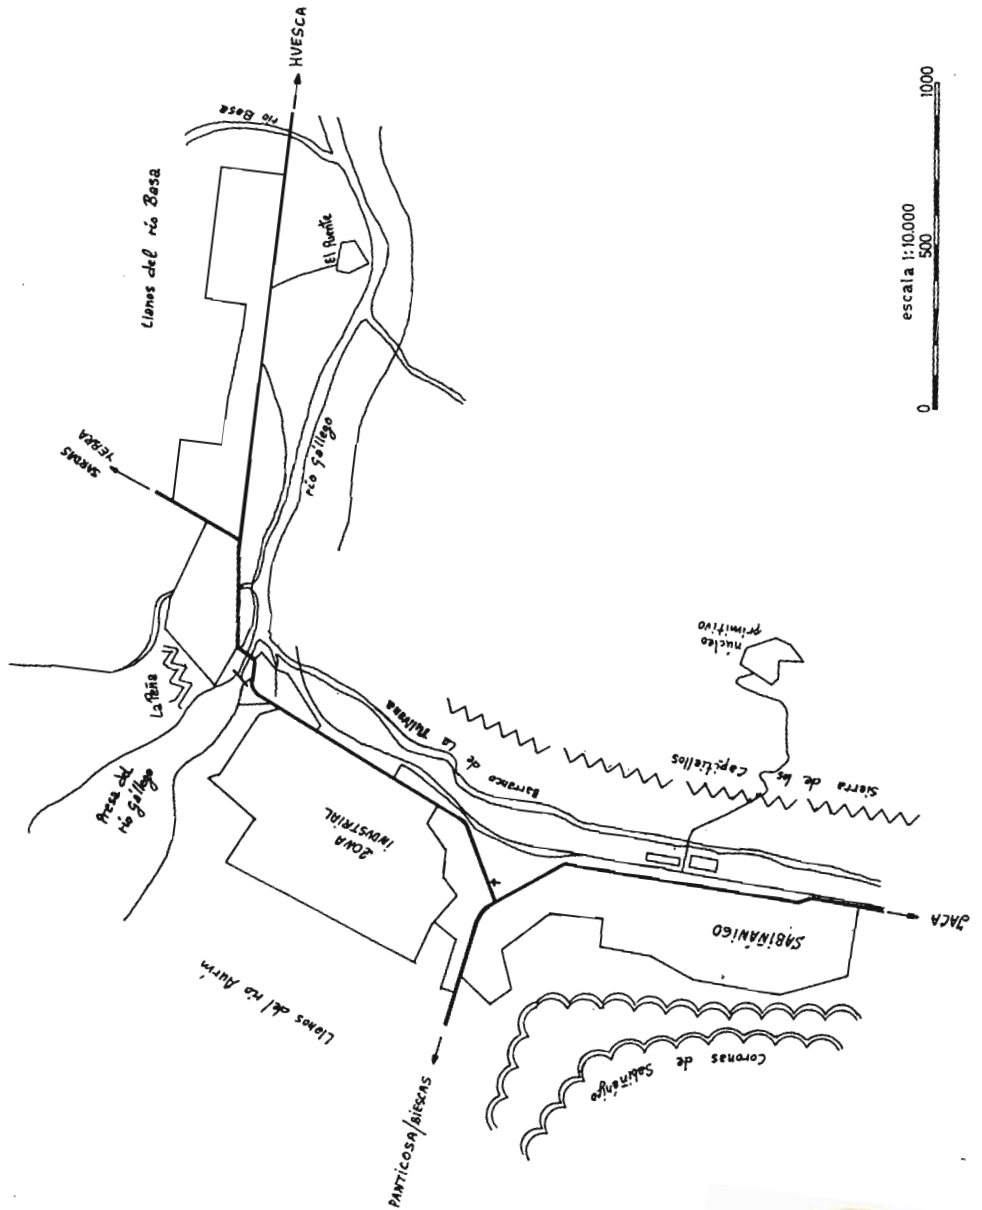 HUESCA
río Basa
Llanos del río Basa
El Puente
SARDAS
YEBRA
río Gállego
La Peña
Presa del
río Gállego
ZONA
INDUSTRIAL
Barranco de La Tulivana
núcleo
primitivo
sierra de los Capitiellos
SABIÑÁNIGO
JACA
Llanos del río Aurín
Coronas de
Sabiñánigo
PANTICOSA/BIESCAS
escala 1:10.000
0 500 1000